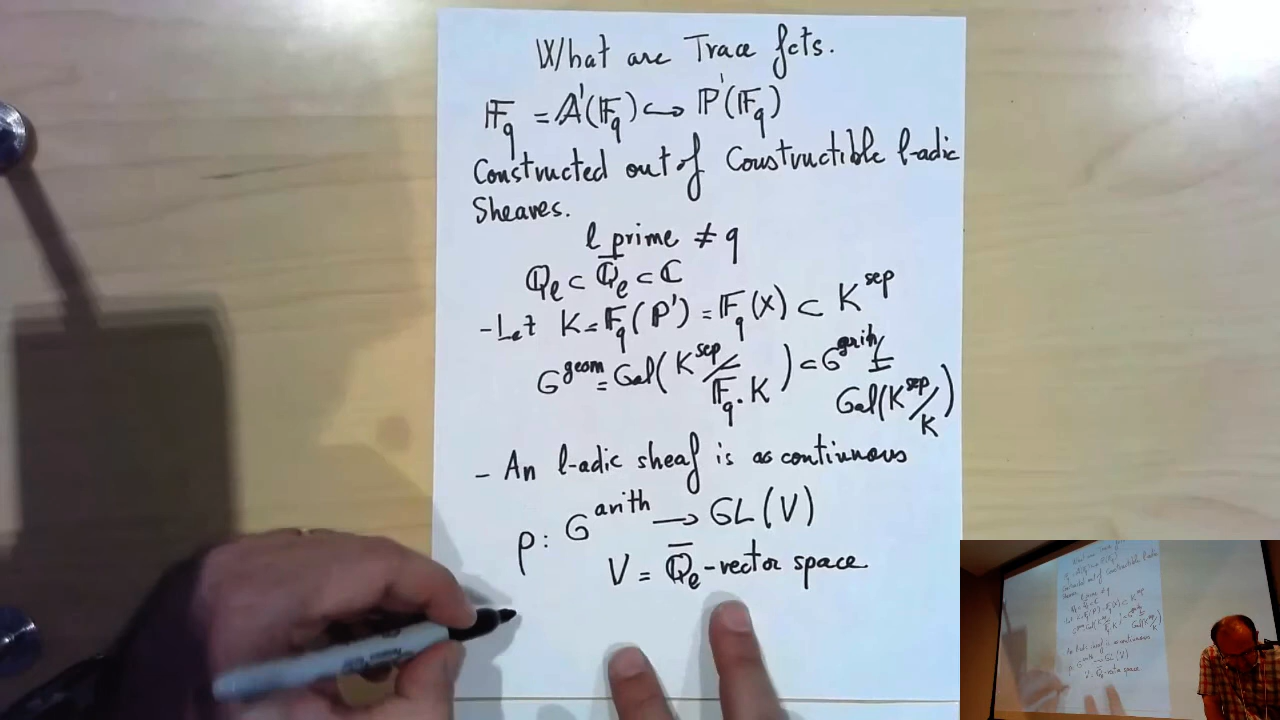 What are Trace fcts.
𝔽_q = 𝔸¹(𝔽_q) ↪ ℙ¹(𝔽_q)
Constructed out of Constructible l-adic
Sheaves.
l prime ≠ q
ℚ_l ⊂ ℚ̄_l ⊂ ℂ
- Let K = 𝔽_q(ℙ¹) = 𝔽_q(X) ⊂ K^sep
G^geom = Gal(K^sep/𝔽̄_q.K) ⊂ G^arith =
Gal(K^sep/K)
- An l-adic sheaf is as continuous
ρ: G^arith → GL(V)
V = ℚ̄_l-vector space